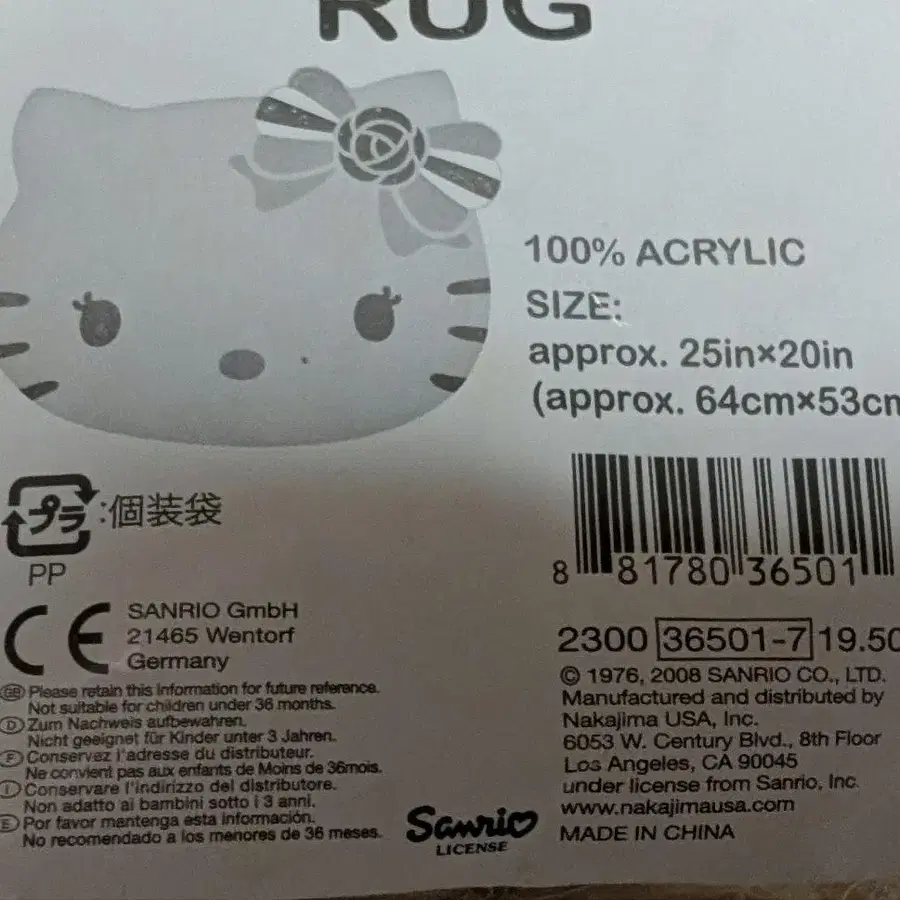 RUG
100% ACRYLIC
SIZE:
approx. 25in×20in
(approx. 64cm×53cm
プラ:個装袋
PP
8 81780 36501
CE
SANRIO GmbH
21465 Wentorf
Germany
GB Please retain this information for future reference.
Not suitable for children under 36 months.
D Zum Nachweis aufbewahren.
Nicht geeignet für Kinder unter 3 Jahren.
F Conservez l'adresse du distributeur.
Ne convient pas aux enfants de Moins de 36mois.
I Conservare l'indirizzo del distributore.
Non adatto ai bambini sotto i 3 anni.
E Por favor mantenga esta información.
No recomendado a los menores de 36 meses.
Sanrio
LICENSE
2300 36501-7 19.50
© 1976, 2008 SANRIO CO., LTD.
Manufactured and distributed by
Nakajima USA, Inc.
6053 W. Century Blvd., 8th Floor
Los Angeles, CA 90045
under license from Sanrio, Inc.
www.nakajimausa.com
MADE IN CHINA